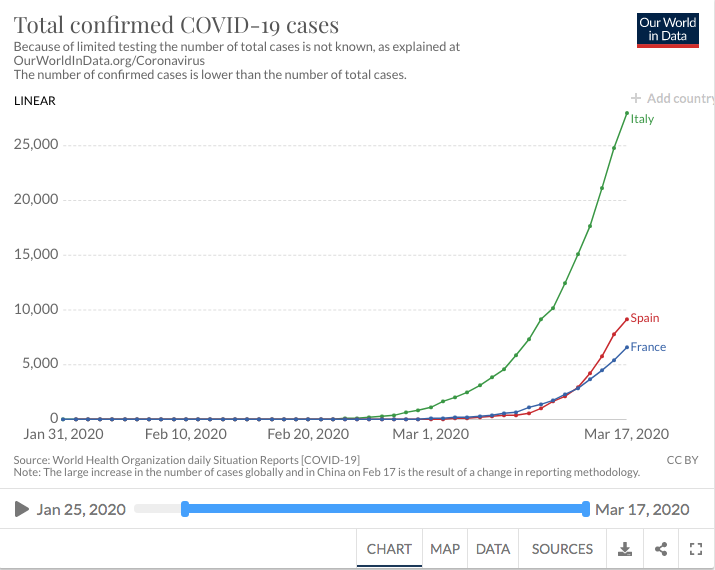 Total confirmed COVID-19 cases
Our World
in Data
Because of limited testing the number of total cases is not known, as explained at
OurWorldInData.org/Coronavirus
The number of confirmed cases is lower than the number of total cases.
LINEAR
+ Add country
Italy
25,000
20,000
15,000
10,000
Spain
France
5,000
0
Jan 31, 2020
Feb 10, 2020
Feb 20, 2020
Mar 1, 2020
Mar 17, 2020
Source: World Health Organization daily Situation Reports [COVID-19]
CC BY
Note: The large increase in the number of cases globally and in China on Feb 17 is the result of a change in reporting methodology.
Jan 25, 2020
Mar 17, 2020
CHART
MAP
DATA
SOURCES